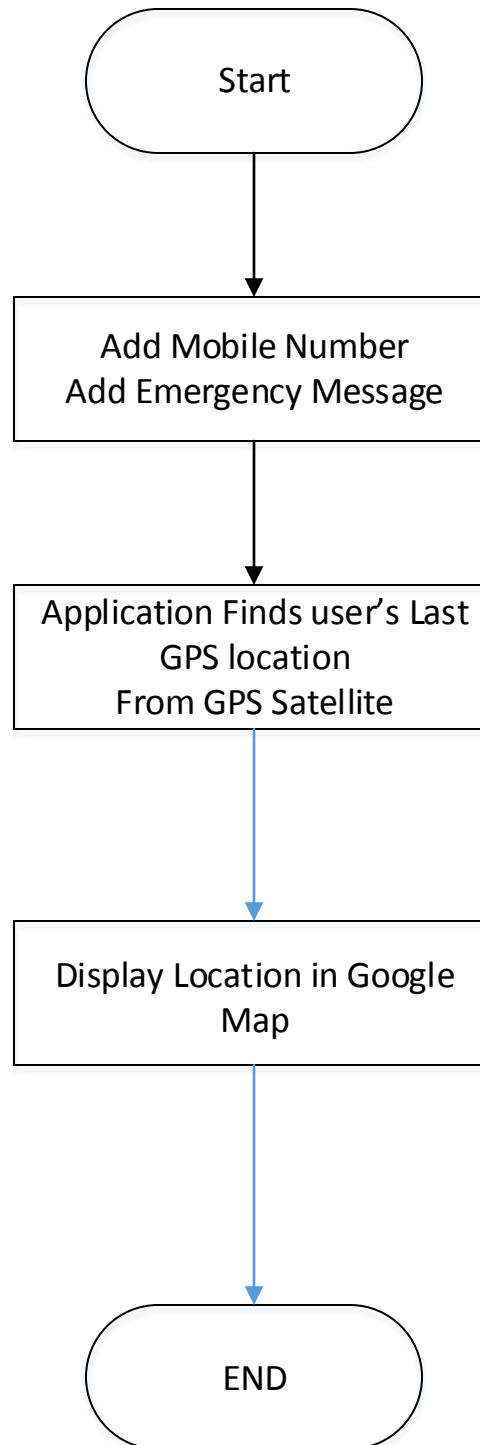 Start
Add Mobile Number
Add Emergency Message
Application Finds user’s Last
GPS location
From GPS Satellite
Display Location in Google
Map
END